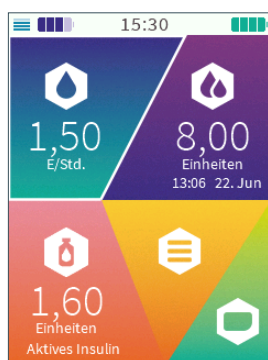 15:30
1,50
E/Std.
8,00
Einheiten
13:06 22. Jun
1,60
Einheiten
Aktives Insulin